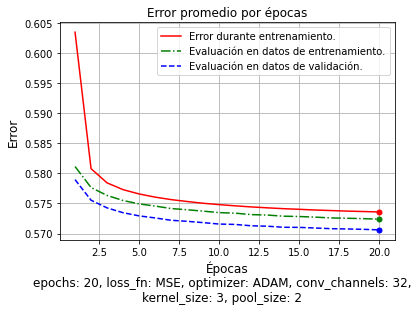 Error promedio por épocas
Error durante entrenamiento.
Evaluación en datos de entrenamiento.
Evaluación en datos de validación.
0.605
0.600
0.595
0.590
0.585
0.580
0.575
0.570
Error
2.5 5.0 7.5 10.0 12.5 15.0 17.5 20.0
Épocas
epochs: 20, loss_fn: MSE, optimizer: ADAM, conv_channels: 32,
kernel_size: 3, pool_size: 2